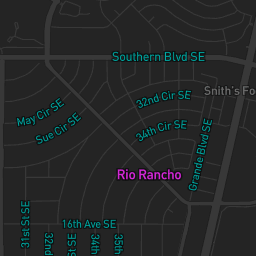 Southern Blvd SE
32nd Cir SE
Snith's Fo
May Cir SE
Sue Cir SE
34th Cir SE
Grande Blvd SE
Rio Rancho
31st St SE
32nd
16th Ave SE
34th
35th